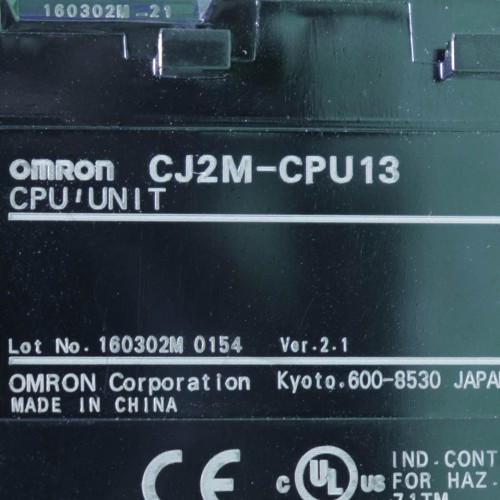 160302M -21
OMRON CJ2M-CPU13
CPU UNIT
Lot No. 160302M 0154 Ver.2.1
OMRON Corporation Kyoto.600-8530 JAPAN
MADE IN CHINA
CE c UL us IND.CONT
FOR HAZ.